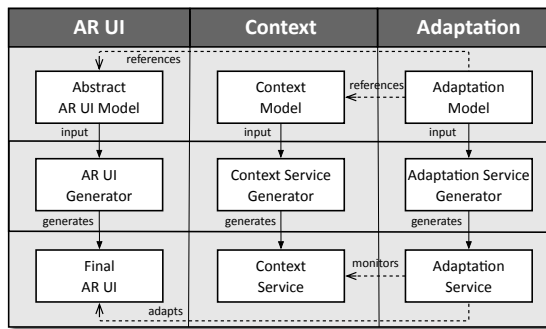 AR UI
Context
Adaptation
references
Abstract
AR UI Model
Context
Model
references
Adaptation
Model
input
input
input
AR UI
Generator
Context Service
Generator
Adaptation Service
Generator
generates
generates
generates
Final
AR UI
Context
Service
monitors
Adaptation
Service
adapts